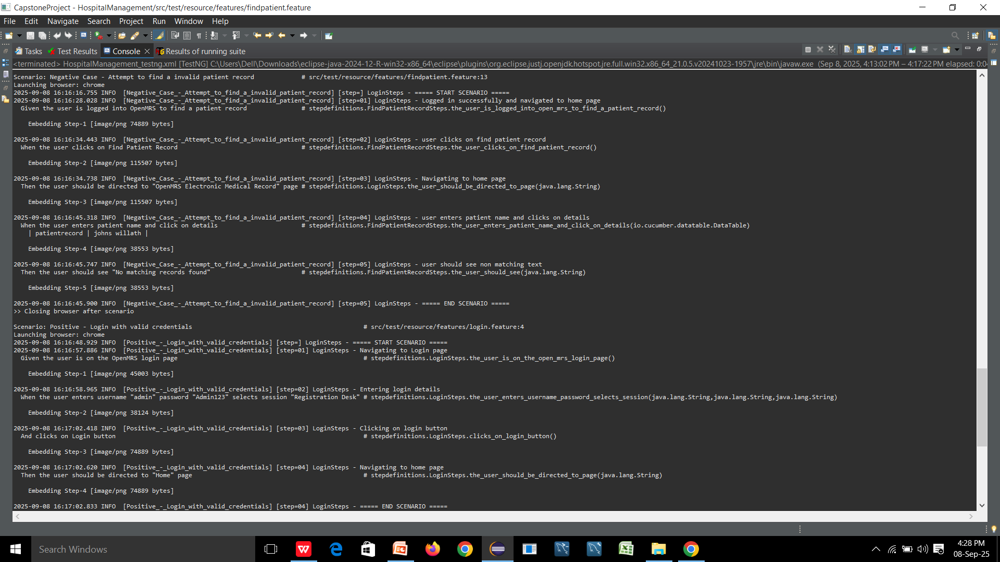 CapstoneProject - HospitalManagement/src/test/resource/features/findpatient.feature
File Edit Navigate Search Project Run Window Help
Tasks Test Results Console Results of running suite
<terminated> HospitalManagement_testng.xml [TestNG] C:\Users\Dell\Downloads\eclipse-java-2024-12-R-win32-x86_64\eclipse\plugins\org.eclipse.justj.openjdk.hotspot.jre.full.win32.x86_64_21.0.5.v20241023-1957\jre\bin\javaw.exe (Sep 8, 2025, 4:13:02 PM – 4:17:22 PM elapsed: 0:0
Scenario: Negative Case - Attempt to find a invalid patient record # src/test/resource/features/findpatient.feature:13
Launching browser: chrome
2025-09-08 16:16:16.755 INFO [Negative_Case_-_Attempt_to_find_a_invalid_patient_record] [step=] LoginSteps - ===== START SCENARIO =====
2025-09-08 16:16:28.028 INFO [Negative_Case_-_Attempt_to_find_a_invalid_patient_record] [step=01] LoginSteps - Logged in successfully and navigated to home page
Given the user is logged into OpenMRS to find a patient record # stepdefinitions.FindPatientRecordSteps.the_user_is_logged_into_open_mrs_to_find_a_patient_record()
Embedding Step-1 [image/png 74889 bytes]
2025-09-08 16:16:34.443 INFO [Negative_Case_-_Attempt_to_find_a_invalid_patient_record] [step=02] LoginSteps - user clicks on find patient record
When the user clicks on Find Patient Record # stepdefinitions.FindPatientRecordSteps.the_user_clicks_on_find_patient_record()
Embedding Step-2 [image/png 115507 bytes]
2025-09-08 16:16:34.738 INFO [Negative_Case_-_Attempt_to_find_a_invalid_patient_record] [step=03] LoginSteps - Navigating to home page
Then the user should be directed to "OpenMRS Electronic Medical Record" page # stepdefinitions.LoginSteps.the_user_should_be_directed_to_page(java.lang.String)
Embedding Step-3 [image/png 115507 bytes]
2025-09-08 16:16:45.318 INFO [Negative_Case_-_Attempt_to_find_a_invalid_patient_record] [step=04] LoginSteps - user enters patient name and clicks on details
When the user enters patient name and click on details # stepdefinitions.FindPatientRecordSteps.the_user_enters_patient_name_and_click_on_details(io.cucumber.datatable.DataTable)
| patientrecord | johns willath |
Embedding Step-4 [image/png 38553 bytes]
2025-09-08 16:16:45.747 INFO [Negative_Case_-_Attempt_to_find_a_invalid_patient_record] [step=05] LoginSteps - user should see non matching text
Then the user should see "No matching records found" # stepdefinitions.FindPatientRecordSteps.the_user_should_see(java.lang.String)
Embedding Step-5 [image/png 38553 bytes]
2025-09-08 16:16:45.900 INFO [Negative_Case_-_Attempt_to_find_a_invalid_patient_record] [step=05] LoginSteps - ===== END SCENARIO =====
>> Closing browser after scenario
Scenario: Positive - Login with valid credentials # src/test/resource/features/login.feature:4
Launching browser: chrome
2025-09-08 16:16:48.929 INFO [Positive_-_Login_with_valid_credentials] [step=] LoginSteps - ===== START SCENARIO =====
2025-09-08 16:16:57.886 INFO [Positive_-_Login_with_valid_credentials] [step=01] LoginSteps - Navigating to Login page
Given the user is on the OpenMRS login page # stepdefinitions.LoginSteps.the_user_is_on_the_open_mrs_login_page()
Embedding Step-1 [image/png 45003 bytes]
2025-09-08 16:16:58.965 INFO [Positive_-_Login_with_valid_credentials] [step=02] LoginSteps - Entering login details
When the user enters username "admin" password "Admin123" selects session "Registration Desk" # stepdefinitions.LoginSteps.the_user_enters_username_password_selects_session(java.lang.String,java.lang.String,java.lang.String)
Embedding Step-2 [image/png 38124 bytes]
2025-09-08 16:17:02.418 INFO [Positive_-_Login_with_valid_credentials] [step=03] LoginSteps - Clicking on login button
And clicks on Login button # stepdefinitions.LoginSteps.clicks_on_login_button()
Embedding Step-3 [image/png 74889 bytes]
2025-09-08 16:17:02.620 INFO [Positive_-_Login_with_valid_credentials] [step=04] LoginSteps - Navigating to home page
Then the user should be directed to "Home" page # stepdefinitions.LoginSteps.the_user_should_be_directed_to_page(java.lang.String)
Embedding Step-4 [image/png 74889 bytes]
2025-09-08 16:17:02.833 INFO [Positive_-_Login_with_valid_credentials] [step=04] LoginSteps - ===== END SCENARIO =====
Search Windows
4:28 PM
08-Sep-25